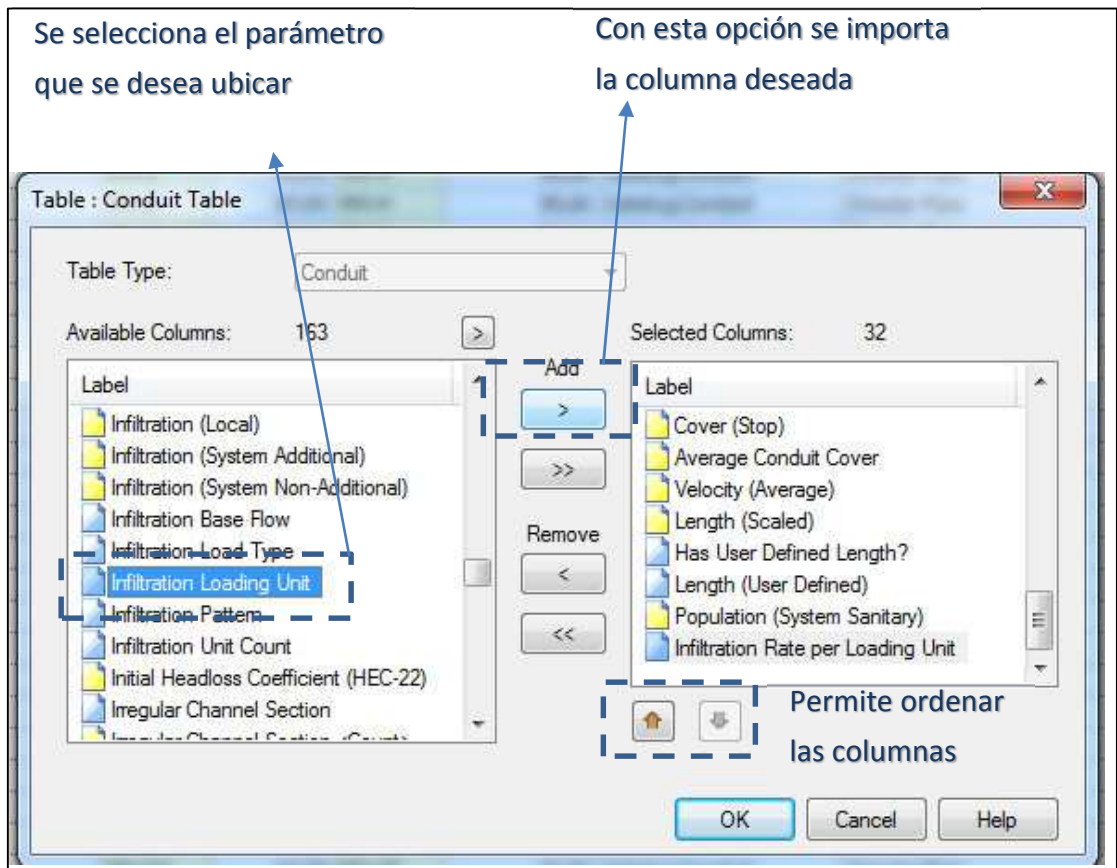 Se selecciona el parámetro
que se desea ubicar
Con esta opción se importa
la columna deseada
Table : Conduit Table
Table Type:
Conduit
Available Columns:
163
>
Label
Infiltration (Local)
Infiltration (System Additional)
Infiltration (System Non-Additional)
Infiltration Base Flow
Infiltration Load Type
Infiltration Loading Unit
Infiltration Pattern
Infiltration Unit Count
Initial Headloss Coefficient (HEC-22)
Irregular Channel Section
Irregular Channel Section (Count)
Add
>
>>
Remove
<
<<
Selected Columns:
32
Label
Cover (Stop)
Average Conduit Cover
Velocity (Average)
Length (Scaled)
Has User Defined Length?
Length (User Defined)
Population (System Sanitary)
Infiltration Rate per Loading Unit
Permite ordenar
las columnas
OK
Cancel
Help